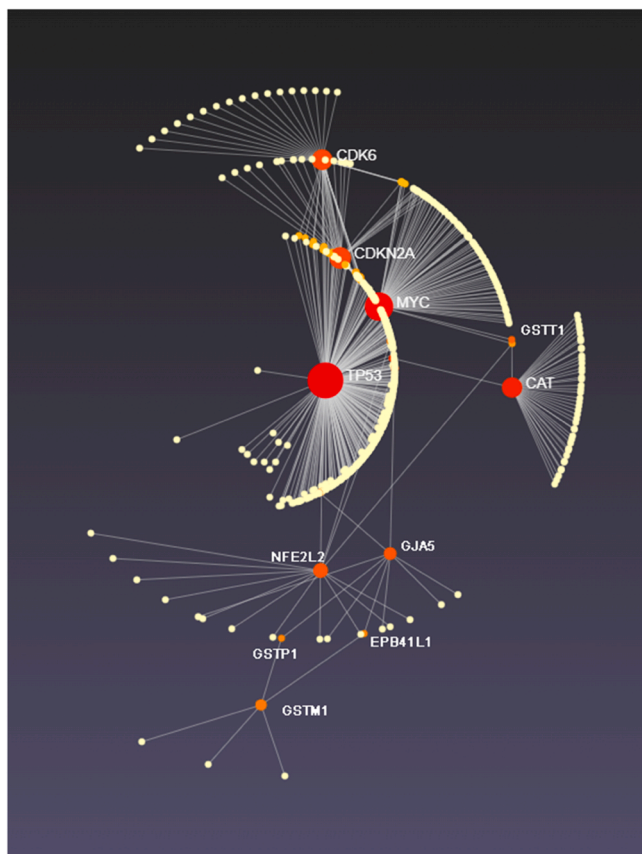 CDK6
CDKN2A
MYC
GSTT1
TP53
CAT
GJA5
NFE2L2
EPB41L1
GSTP1
GSTM1